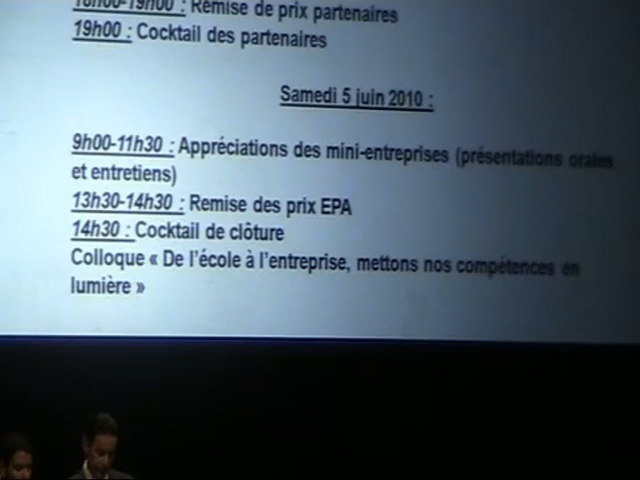 18h00-19h00 : Remise de prix partenaires
19h00 : Cocktail des partenaires
Samedi 5 juin 2010 :
9h00-11h30 : Appréciations des mini-entreprises (présentations orales
et entretiens)
13h30-14h30 : Remise des prix EPA
14h30 : Cocktail de clôture
Colloque « De l'école à l'entreprise, mettons nos compétences en
lumière »